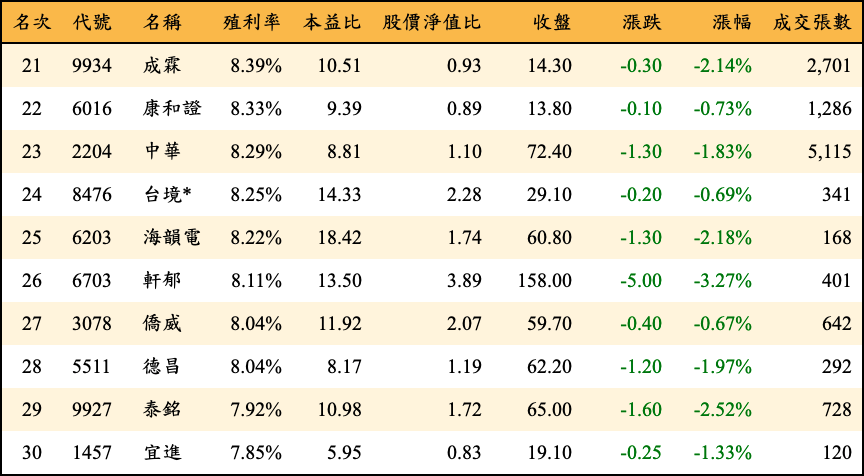 名次 代號 名稱 殖利率 本益比 股價淨值比 收盤 漲跌 漲幅 成交張數
21 9934 成霖 8.39% 10.51 0.93 14.30 -0.30 -2.14% 2,701
22 6016 康和證 8.33% 9.39 0.89 13.80 -0.10 -0.73% 1,286
23 2204 中華 8.29% 8.81 1.10 72.40 -1.30 -1.83% 5,115
24 8476 台境* 8.25% 14.33 2.28 29.10 -0.20 -0.69% 341
25 6203 海韻電 8.22% 18.42 1.74 60.80 -1.30 -2.18% 168
26 6703 軒郁 8.11% 13.50 3.89 158.00 -5.00 -3.27% 401
27 3078 僑威 8.04% 11.92 2.07 59.70 -0.40 -0.67% 642
28 5511 德昌 8.04% 8.17 1.19 62.20 -1.20 -1.97% 292
29 9927 泰銘 7.92% 10.98 1.72 65.00 -1.60 -2.52% 728
30 1457 宜進 7.85% 5.95 0.83 19.10 -0.25 -1.33% 120